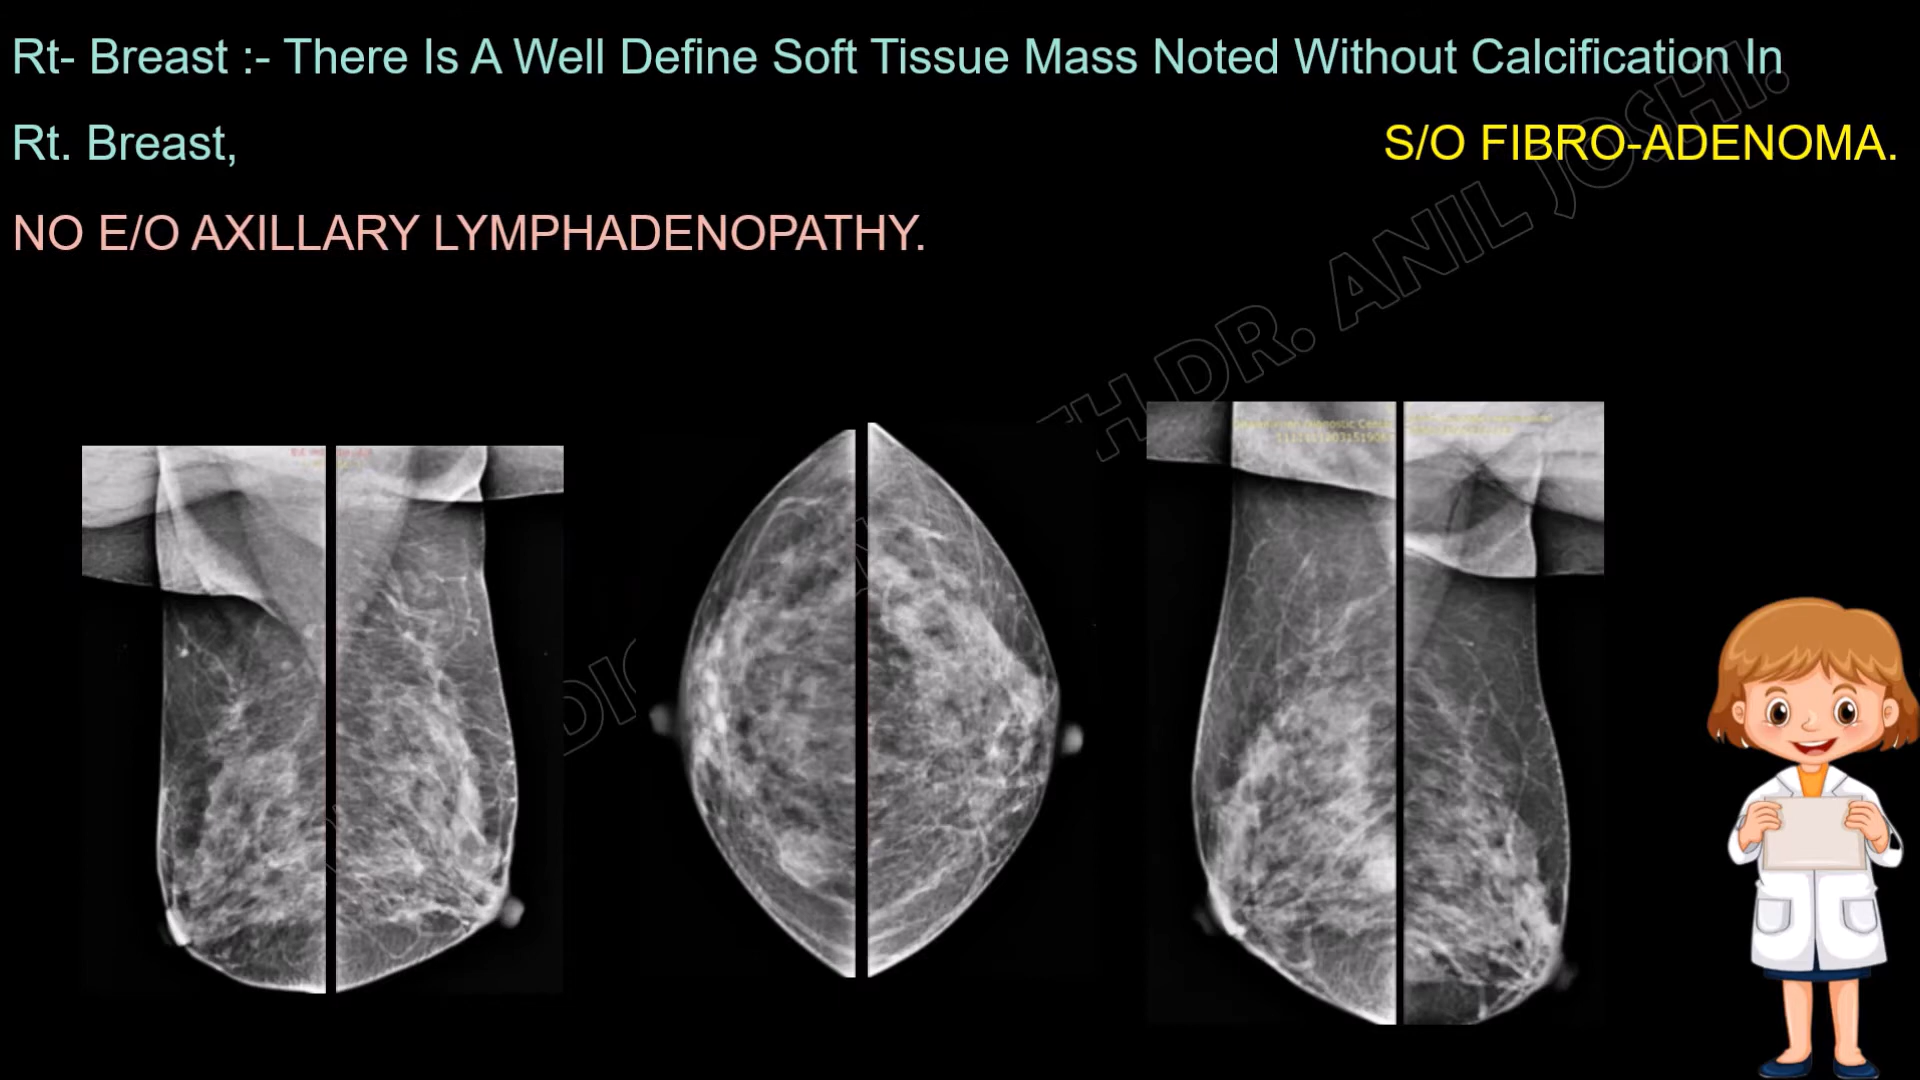 Rt- Breast :- There Is A Well Define Soft Tissue Mass Noted Without Calcification In
Rt. Breast, S/O FIBRO-ADENOMA.
NO E/O AXILLARY LYMPHADENOPATHY.
DR. ANIL JOSHI.